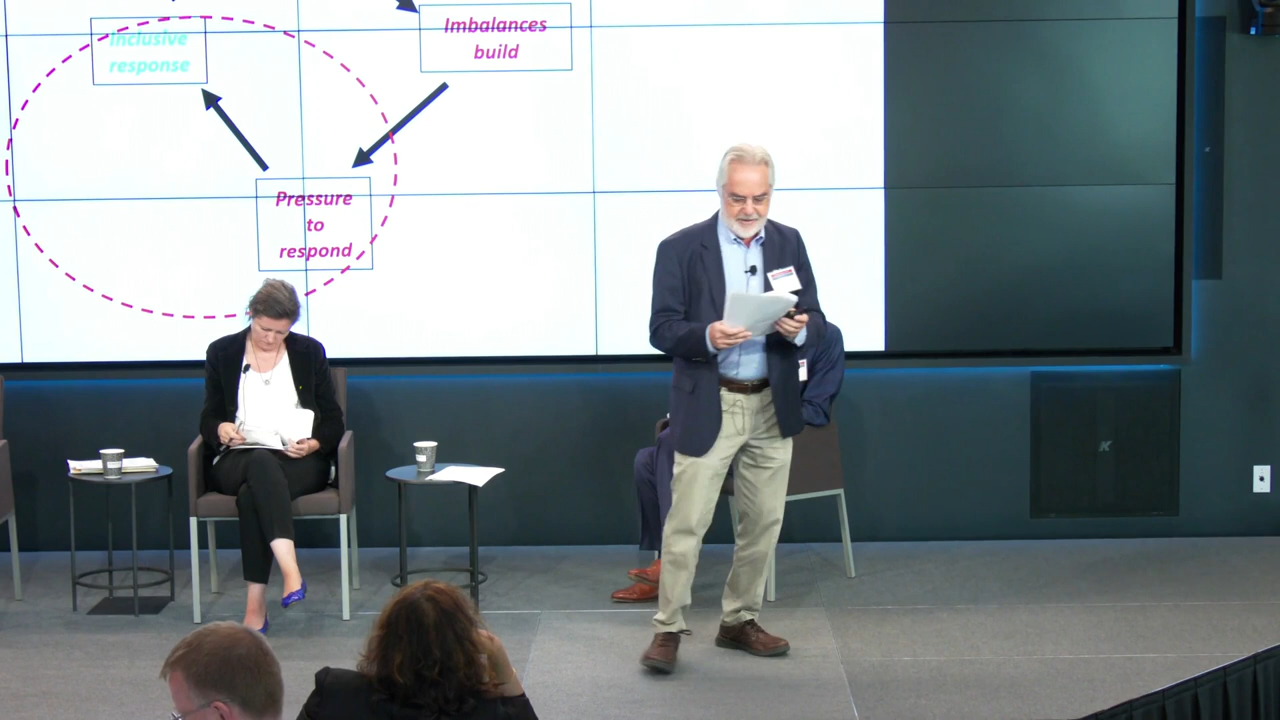 Inclusive
response
Imbalances
build
Pressure
to
respond
K